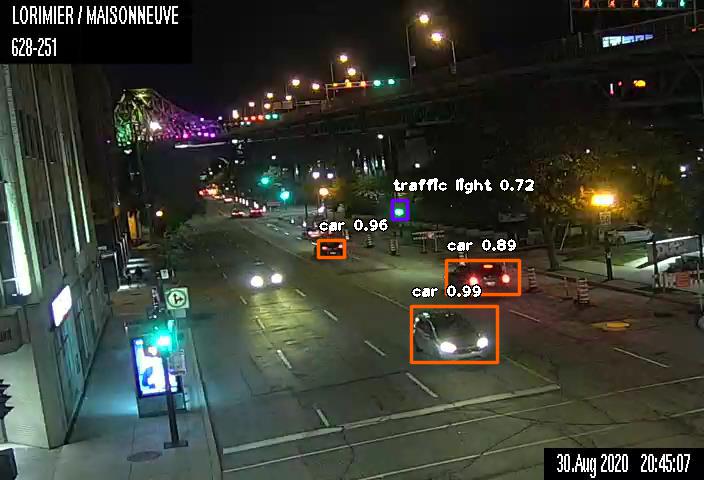 LORIMIER / MAISONNEUVE
628-251
traffic light 0.72
car 0.96
car 0.89
car 0.99
30.Aug 2020 20:45:07